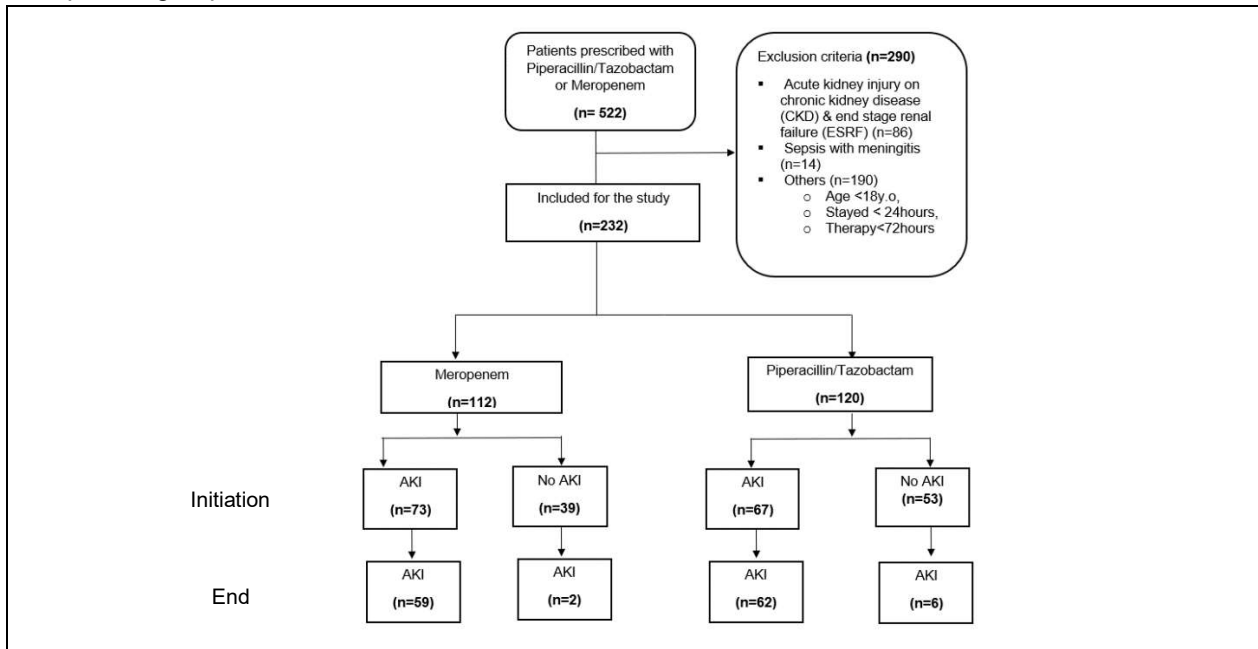 Patients prescribed with
Piperacillin/Tazobactam
or Meropenem
(n= 522)
Exclusion criteria (n=290)
▪ Acute kidney injury on
chronic kidney disease
(CKD) & end stage renal
failure (ESRF) (n=86)
▪ Sepsis with meningitis
(n=14)
▪ Others (n=190)
o Age <18y.o,
o Stayed < 24hours,
o Therapy<72hours
Included for the study
(n=232)
Meropenem
(n=112)
Piperacillin/Tazobactam
(n=120)
Initiation
AKI
(n=73)
No AKI
(n=39)
AKI
(n=67)
No AKI
(n=53)
End
AKI
(n=59)
AKI
(n=2)
AKI
(n=62)
AKI
(n=6)